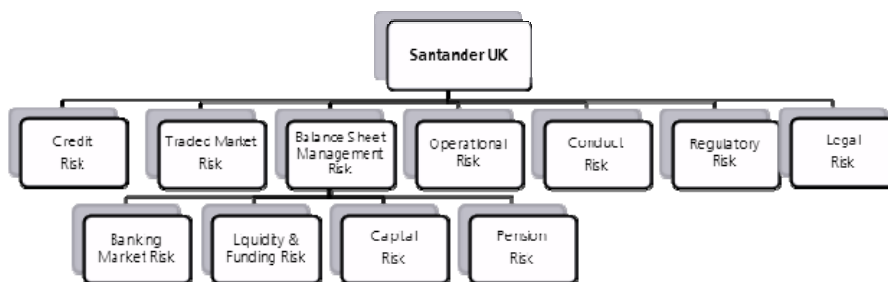 Santander UK
Credit
Risk
Traded Market
Risk
Balance Sheet
Management
Risk
Operational
Risk
Conduct
Risk
Regulatory
Risk
Legal
Risk
Banking
Market Risk
Liquidity &
Funding Risk
Capital
Risk
Pension
Risk